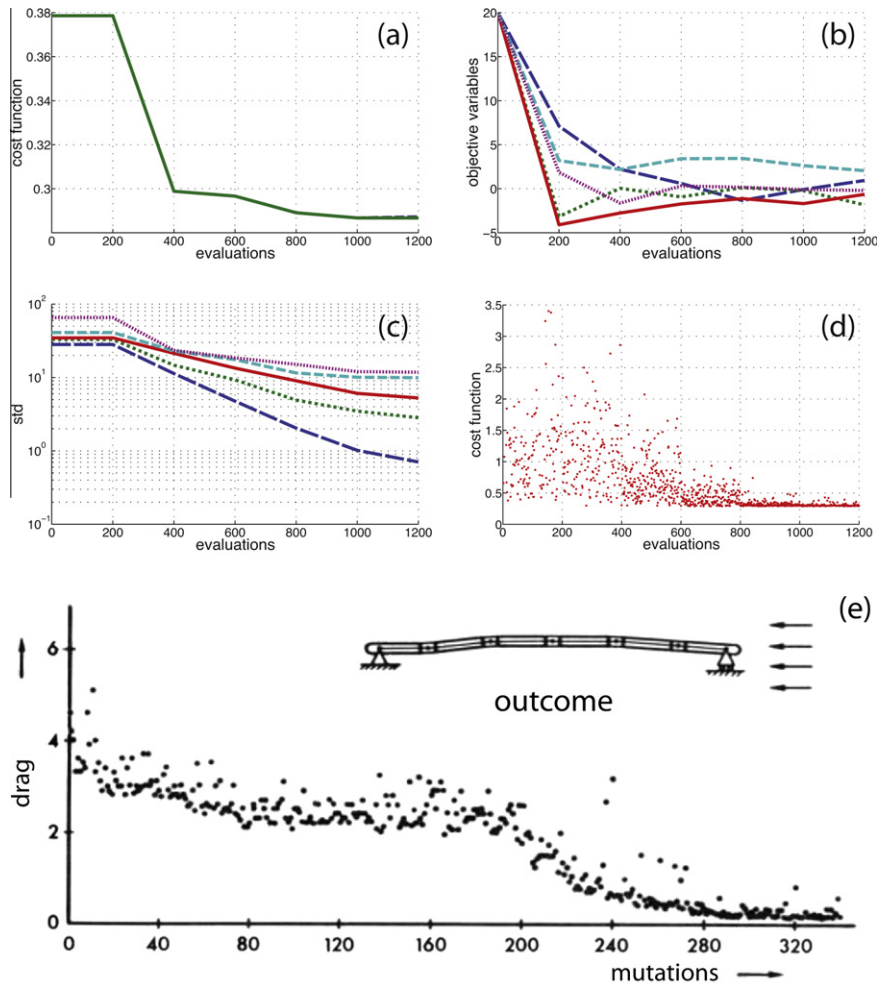 (a)
cost function
0.38
0.36
0.34
0.32
0.3
0 200 400 600 800 1000 1200
evaluations
(b)
objective variables
20
15
10
5
0
−5
0 200 400 600 800 1000 1200
evaluations
(c)
std
10²
10¹
10⁰
10⁻¹
0 200 400 600 800 1000 1200
evaluations
(d)
cost function
3.5
3
2.5
2
1.5
1
0.5
0
0 200 400 600 800 1000 1200
evaluations
(e)
outcome
drag
6
4
2
0
0 40 80 120 160 200 240 280 320
mutations